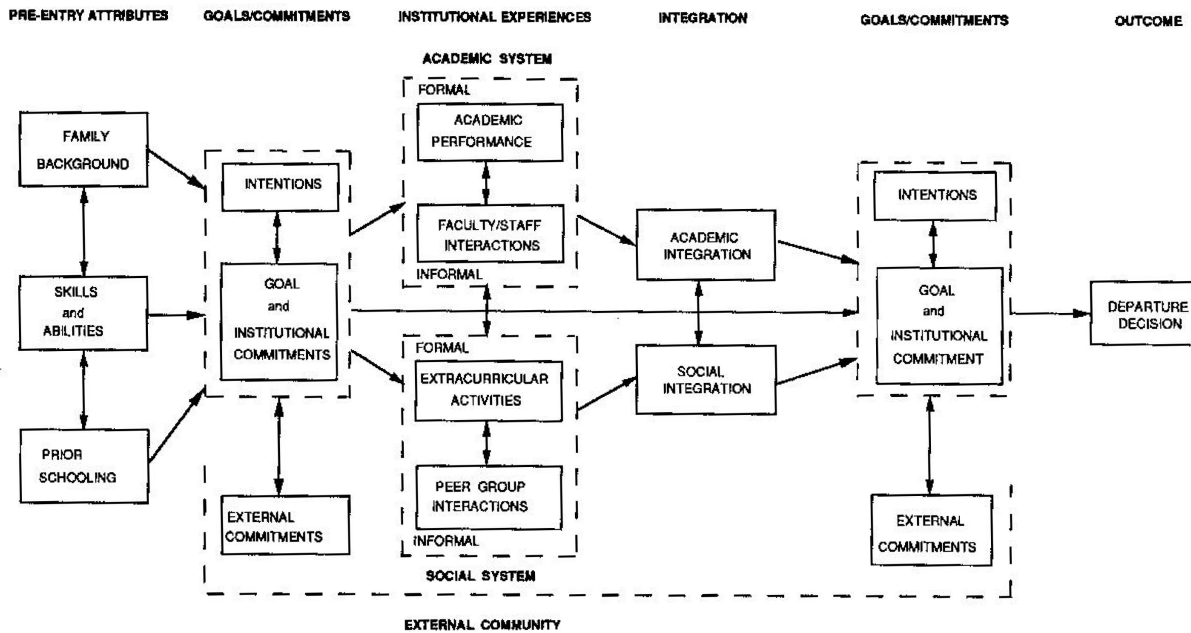 PRE-ENTRY ATTRIBUTES
GOALS/COMMITMENTS
INSTITUTIONAL EXPERIENCES
INTEGRATION
GOALS/COMMITMENTS
OUTCOME
ACADEMIC SYSTEM
FORMAL
ACADEMIC
PERFORMANCE
FACULTY/STAFF
INTERACTIONS
INFORMAL
FAMILY
BACKGROUND
SKILLS
and
ABILITIES
PRIOR
SCHOOLING
INTENTIONS
GOAL
and
INSTITUTIONAL
COMMITMENTS
EXTERNAL
COMMITMENTS
FORMAL
EXTRACURRICULAR
ACTIVITIES
PEER GROUP
INTERACTIONS
INFORMAL
SOCIAL SYSTEM
ACADEMIC
INTEGRATION
SOCIAL
INTEGRATION
INTENTIONS
GOAL
and
INSTITUTIONAL
COMMITMENT
EXTERNAL
COMMITMENTS
DEPARTURE
DECISION
EXTERNAL COMMUNITY